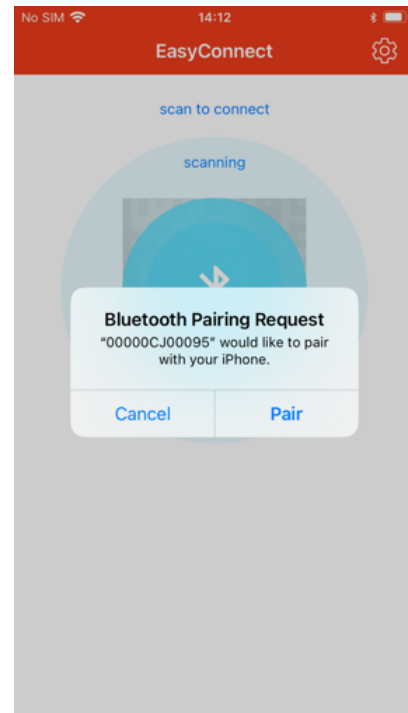 No SIM 14:12
EasyConnect
scan to connect
scanning
Bluetooth Pairing Request
“00000CJ00095” would like to pair
with your iPhone.
Cancel Pair